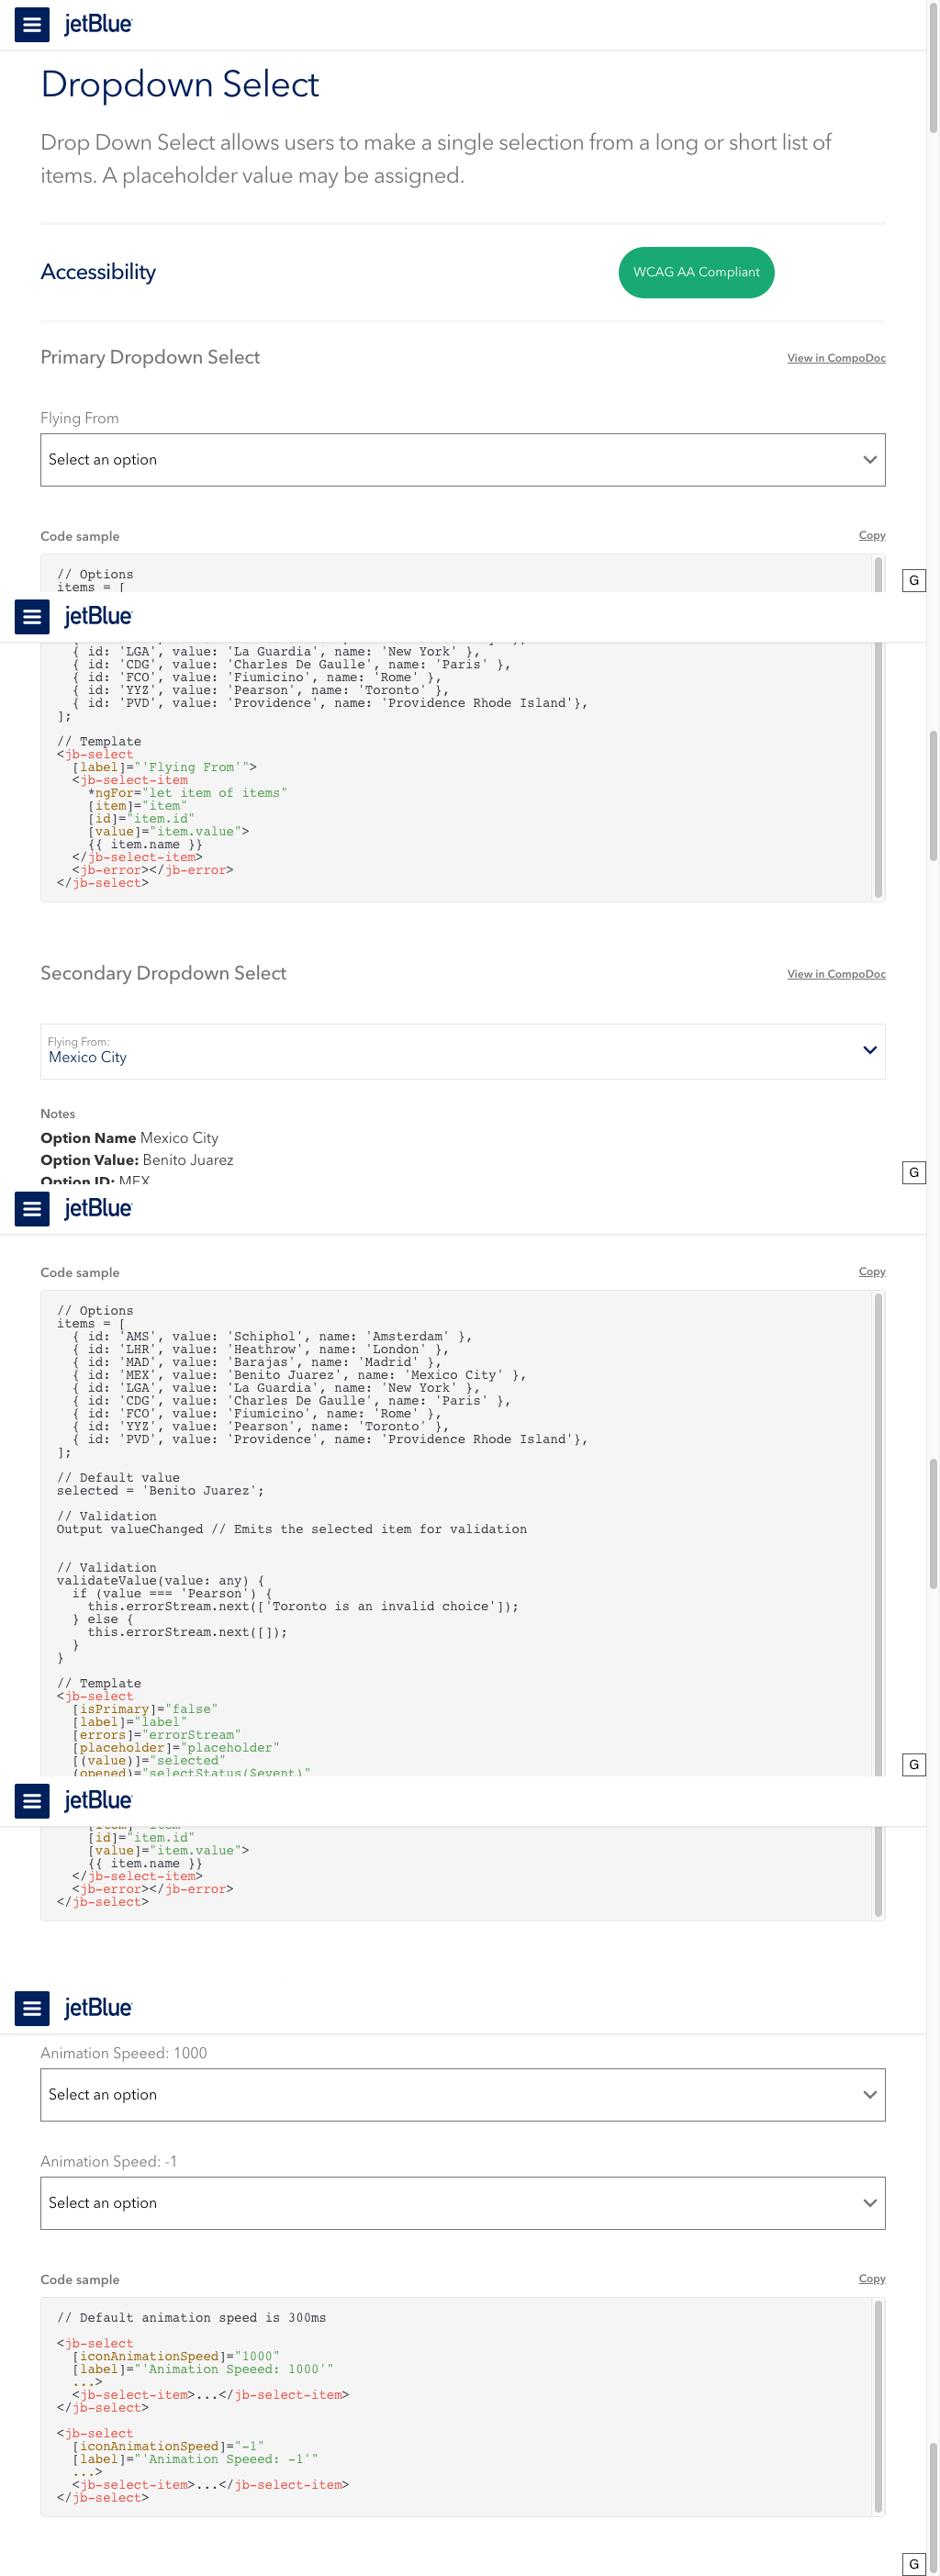 jetBlue
Dropdown Select
Drop Down Select allows users to make a single selection from a long or short list of
items. A placeholder value may be assigned.
Accessibility
WCAG AA Compliant
Primary Dropdown Select
View in CompoDoc
Flying From
Select an option
Code sample
Copy
// Options
items = [
G
jetBlue
{ id: 'LGA', value: 'La Guardia', name: 'New York' },
{ id: 'CDG', value: 'Charles De Gaulle', name: 'Paris' },
{ id: 'FCO', value: 'Fiumicino', name: 'Rome' },
{ id: 'YYZ', value: 'Pearson', name: 'Toronto' },
{ id: 'PVD', value: 'Providence', name: 'Providence Rhode Island'},
];
// Template
<jb-select
[label]="'Flying From'">
<jb-select-item
*ngFor="let item of items"
[item]="item"
[id]="item.id"
[value]="item.value">
{{ item.name }}
</jb-select-item>
<jb-error></jb-error>
</jb-select>
Secondary Dropdown Select
View in CompoDoc
Flying From:
Mexico City
Notes
Option Name Mexico City
Option Value: Benito Juarez
Option ID: MEX
G
jetBlue
Code sample
Copy
// Options
items = [
{ id: 'AMS', value: 'Schiphol', name: 'Amsterdam' },
{ id: 'LHR', value: 'Heathrow', name: 'London' },
{ id: 'MAD', value: 'Barajas', name: 'Madrid' },
{ id: 'MEX', value: 'Benito Juarez', name: 'Mexico City' },
{ id: 'LGA', value: 'La Guardia', name: 'New York' },
{ id: 'CDG', value: 'Charles De Gaulle', name: 'Paris' },
{ id: 'FCO', value: 'Fiumicino', name: 'Rome' },
{ id: 'YYZ', value: 'Pearson', name: 'Toronto' },
{ id: 'PVD', value: 'Providence', name: 'Providence Rhode Island'},
];
// Default value
selected = 'Benito Juarez';
// Validation
Output valueChanged // Emits the selected item for validation
// Validation
validateValue(value: any) {
if (value === 'Pearson') {
this.errorStream.next(['Toronto is an invalid choice']);
} else {
this.errorStream.next([]);
}
}
// Template
<jb-select
[isPrimary]="false"
[label]="label"
[errors]="errorStream"
[placeholder]="placeholder"
[(value)]="selected"
(opened)="selectStatus($event)"
G
jetBlue
[item]="item"
[id]="item.id"
[value]="item.value">
{{ item.name }}
</jb-select-item>
<jb-error></jb-error>
</jb-select>
jetBlue
Animation Speeed: 1000
Select an option
Animation Speed: -1
Select an option
Code sample
Copy
// Default animation speed is 300ms
<jb-select
[iconAnimationSpeed]="1000"
[label]="'Animation Speeed: 1000'"
...>
<jb-select-item>...</jb-select-item>
</jb-select>
<jb-select
[iconAnimationSpeed]="-1"
[label]="'Animation Speeed: -1'"
...>
<jb-select-item>...</jb-select-item>
</jb-select>
G